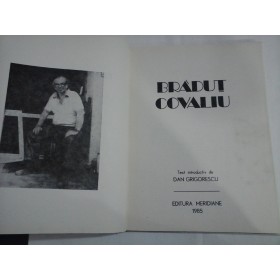 BRĂDUȚ
COVALIU
Text introductiv de
DAN GRIGORESCU
EDITURA MERIDIANE
1985